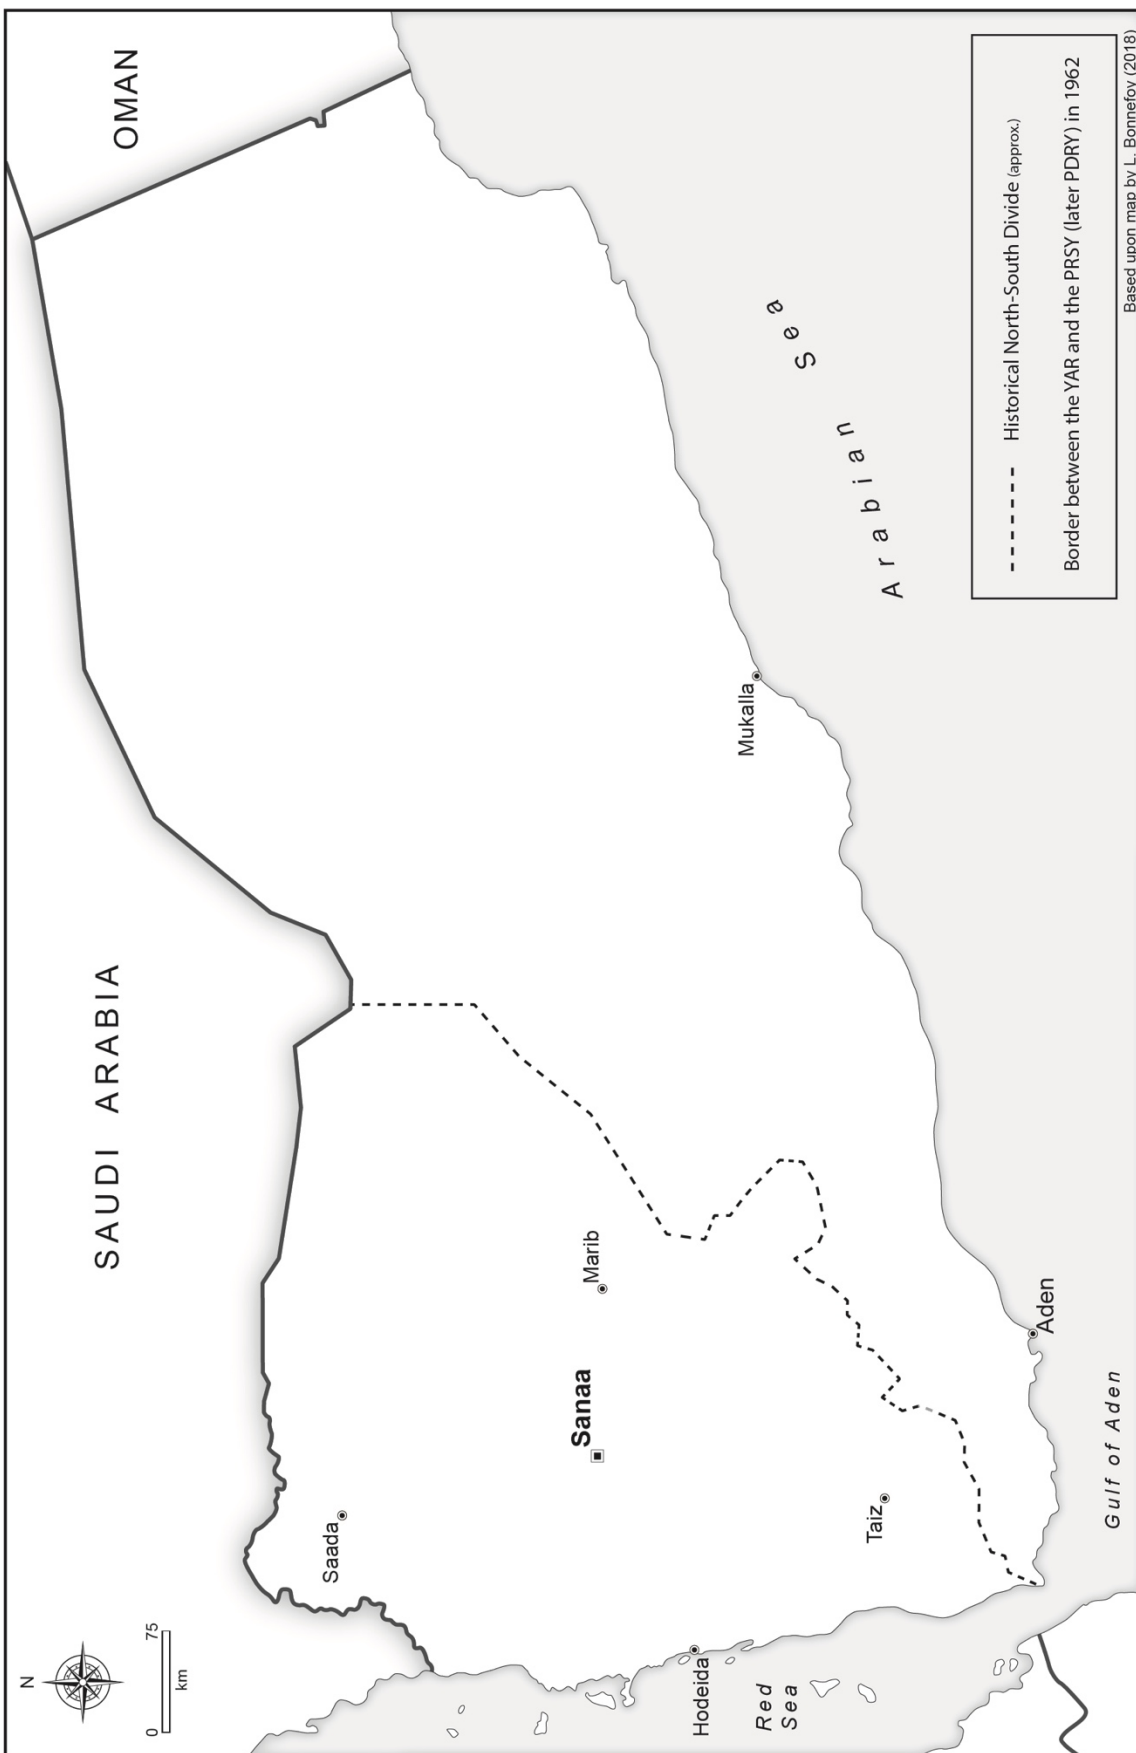 N
0 75
km
SAUDI ARABIA
OMAN
Saada
Sanaa
Marib
Hodeida
Red
Sea
Taiz
Aden
Gulf of Aden
Mukalla
Arabian Sea
Historical North-South Divide (approx.)
Border between the YAR and the PRSY (later PDRY) in 1962
Based upon map by L. Bonnefoy (2018)